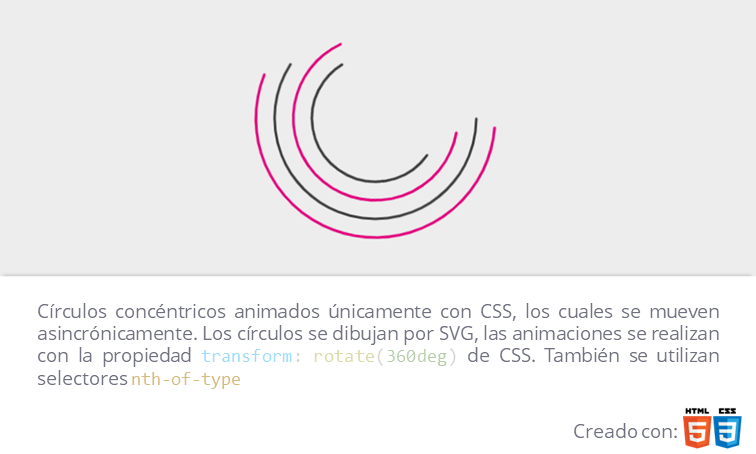 Círculos concéntricos animados únicamente con CSS, los cuales se mueven
asincrónicamente. Los círculos se dibujan por SVG, las animaciones se realizan
con la propiedad transform: rotate(360deg) de CSS. También se utilizan
selectores nth-of-type
HTML CSS
Creado con: 5 3